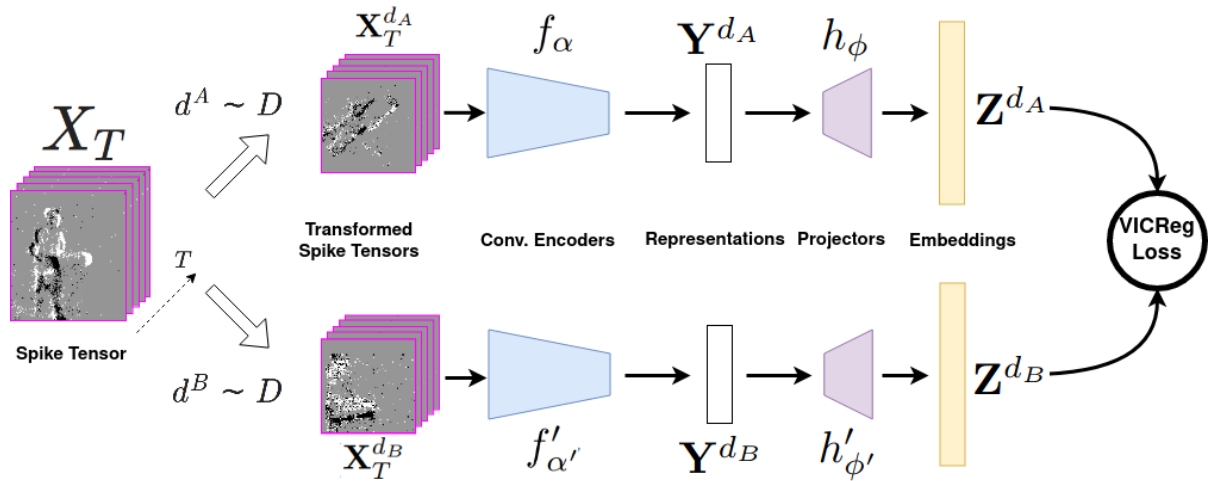 X_T
Spike Tensor
T
d^A ~ D
d^B ~ D
X_T^{d_A}
Transformed
Spike Tensors
X_T^{d_B}
f_α
Conv. Encoders
f'_{α'}
Y^{d_A}
Representations
Y^{d_B}
h_ϕ
Projectors
h'_{ϕ'}
Embeddings
Z^{d_A}
Z^{d_B}
VICReg
Loss